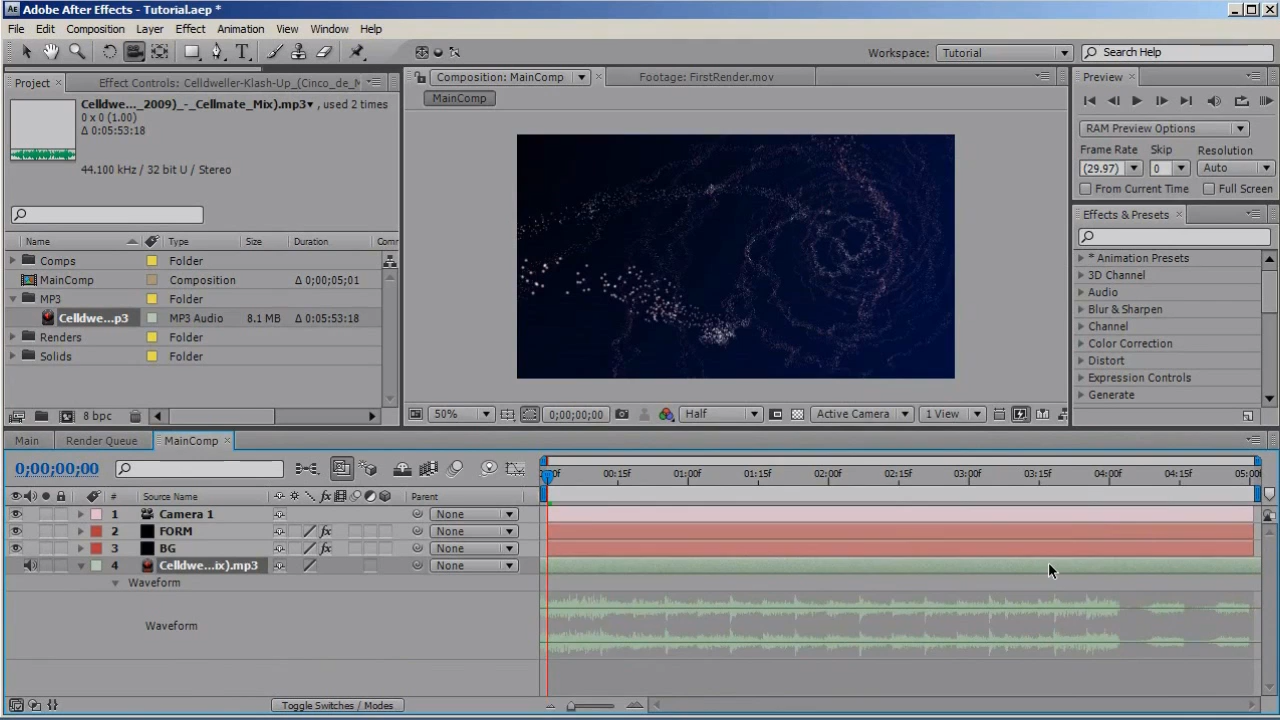 Adobe After Effects - Tutorial.aep *
File Edit Composition Layer Effect Animation View Window Help
Workspace: Tutorial Search Help
Project Effect Controls: Celldweller-Klash-Up_(Cinco_de_M
Composition: MainComp Footage: FirstRender.mov
Preview
Celldwe..._2009)_-_Cellmate_Mix).mp3▾ , used 2 times
MainComp
0 x 0 (1.00)
Δ 0:05:53:18
RAM Preview Options
Frame Rate Skip Resolution
44.100 kHz / 32 bit U / Stereo
(29.97) 0 Auto
From Current Time Full Screen
Effects & Presets
Name Type Size Duration Comm
Comps Folder
* Animation Presets
MainComp Composition Δ 0;00;05;01
3D Channel
MP3 Folder
Audio
Celldwe...p3 MP3 Audio 8.1 MB Δ 0:05:53:18
Blur & Sharpen
Renders Folder
Channel
Color Correction
Solids Folder
Distort
Expression Controls
Generate
8 bpc
50% 0;00;00;00 Half Active Camera 1 View
Main Render Queue MainComp
0;00;00;00
00f 00:15f 01:00f 01:15f 02:00f 02:15f 03:00f 03:15f 04:00f 04:15f 05:00f
# Source Name Parent
1 Camera 1 None
2 FORM None
3 BG None
4 Celldwe...ix).mp3 None
Waveform
Waveform
Toggle Switches / Modes